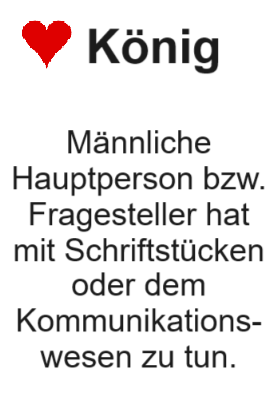 König
Männliche
Hauptperson bzw.
Fragesteller hat
mit Schriftstücken
oder dem
Kommunikations-
wesen zu tun.